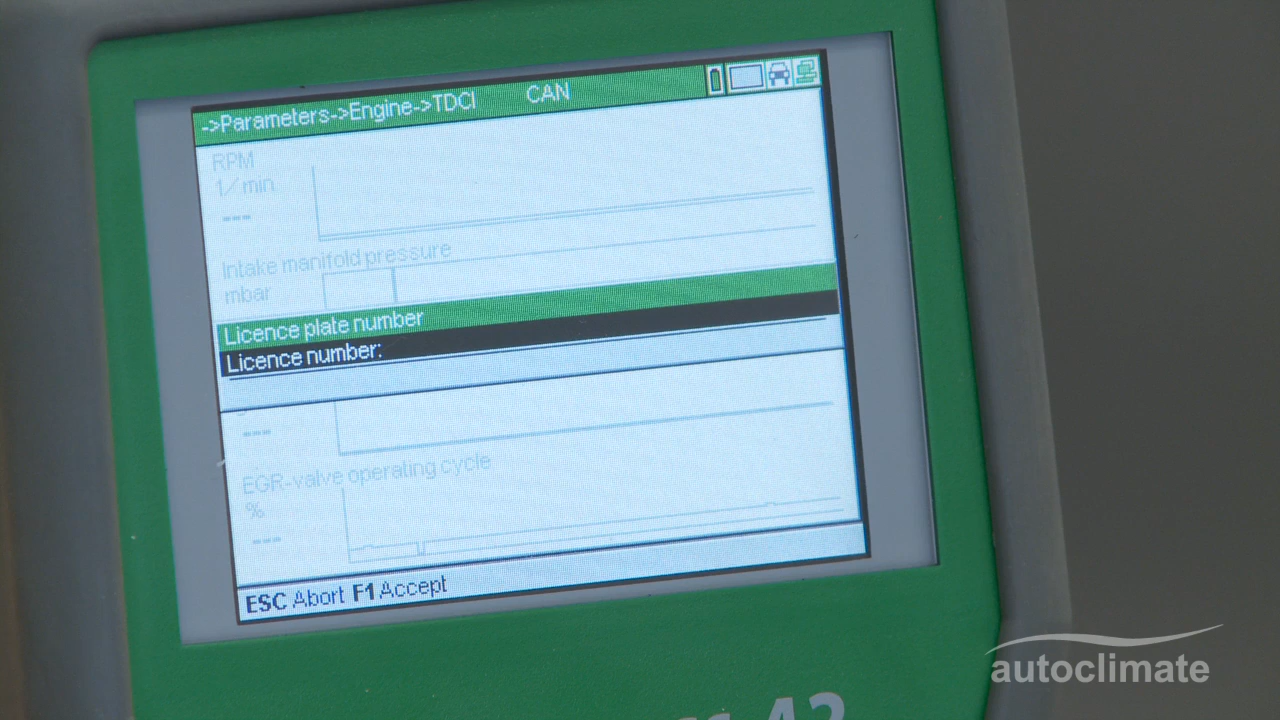 ->Parameters->Engine->TDCI CAN
RPM
1/min
---
Intake manifold pressure
mbar
Licence plate number
Licence number:
---
EGR-valve operating cycle
%
---
ESC Abort F1 Accept
42
autoclimate